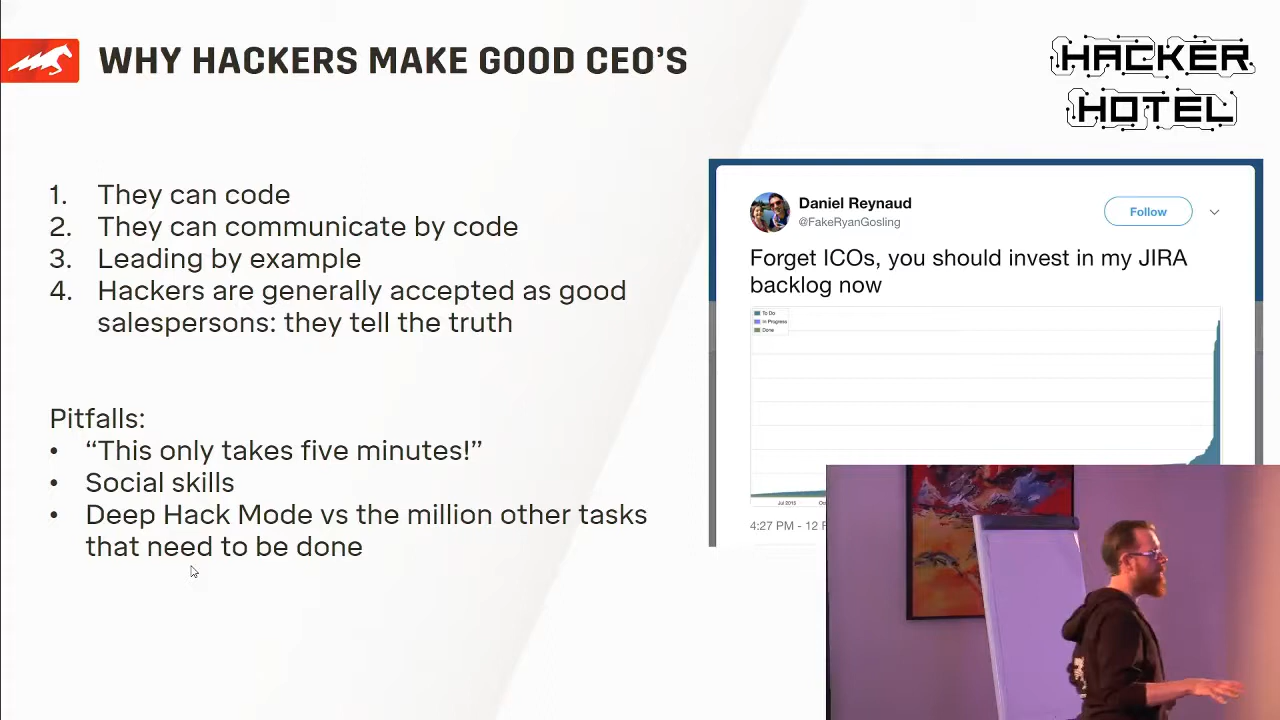 WHY HACKERS MAKE GOOD CEO'S
HACKER
HOTEL
1. They can code
2. They can communicate by code
3. Leading by example
4. Hackers are generally accepted as good
salespersons: they tell the truth
Pitfalls:
• “This only takes five minutes!”
• Social skills
• Deep Hack Mode vs the million other tasks
that need to be done
Daniel Reynaud
@FakeRyanGosling
Follow
Forget ICOs, you should invest in my JIRA
backlog now
To Do
In Progress
Done
Jul 2015
4:27 PM - 12